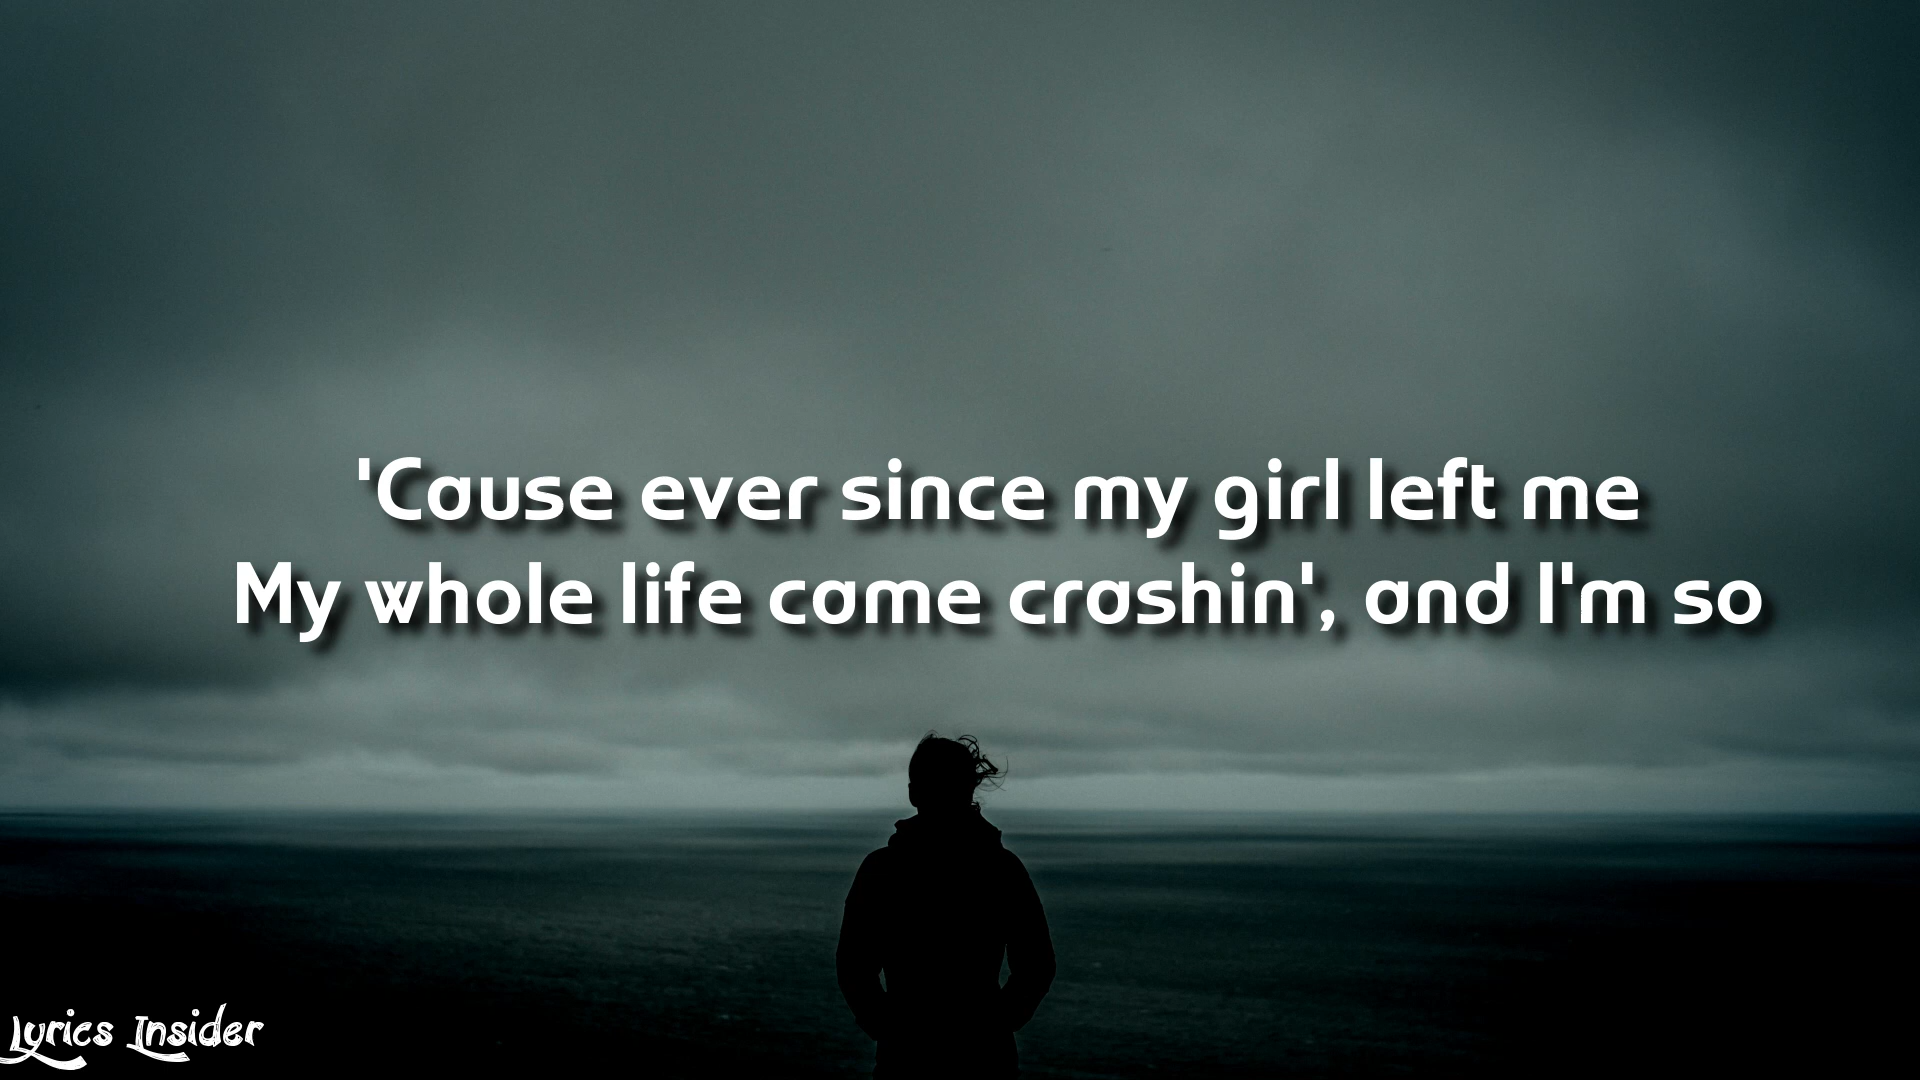 'Cause ever since my girl left me
My whole life came crashin', and I'm so
Lyrics Insider